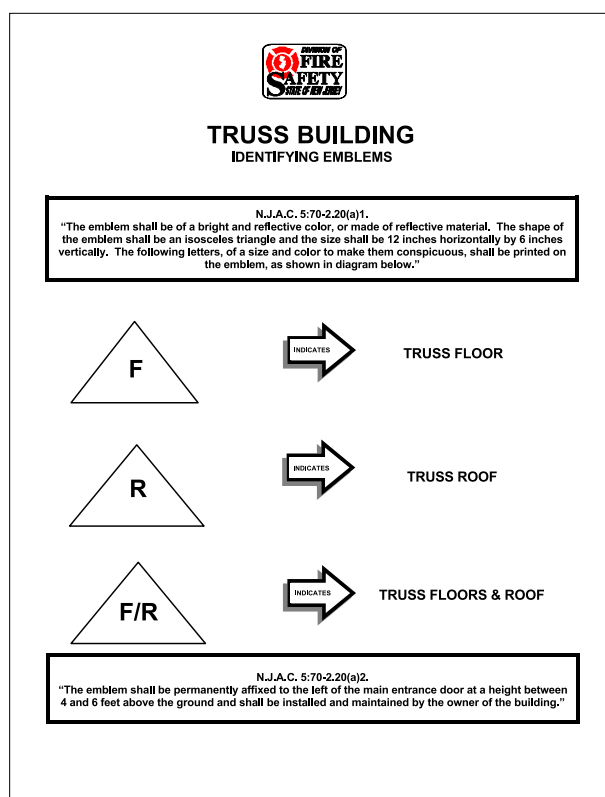 DIVISION OF
FIRE
SAFETY
STATE OF NEW JERSEY
TRUSS BUILDING
IDENTIFYING EMBLEMS
N.J.A.C. 5:70-2.20(a)1.
“The emblem shall be of a bright and reflective color, or made of reflective material.  The shape of
the emblem shall be an isosceles triangle and the size shall be 12 inches horizontally by 6 inches
vertically.  The following letters, of a size and color to make them conspicuous, shall be printed on
the emblem, as shown in diagram below.”
F
INDICATES
TRUSS FLOOR
R
INDICATES
TRUSS ROOF
F/R
INDICATES
TRUSS FLOORS & ROOF
N.J.A.C. 5:70-2.20(a)2.
“The emblem shall be permanently affixed to the left of the main entrance door at a height between
4 and 6 feet above the ground and shall be installed and maintained by the owner of the building.”